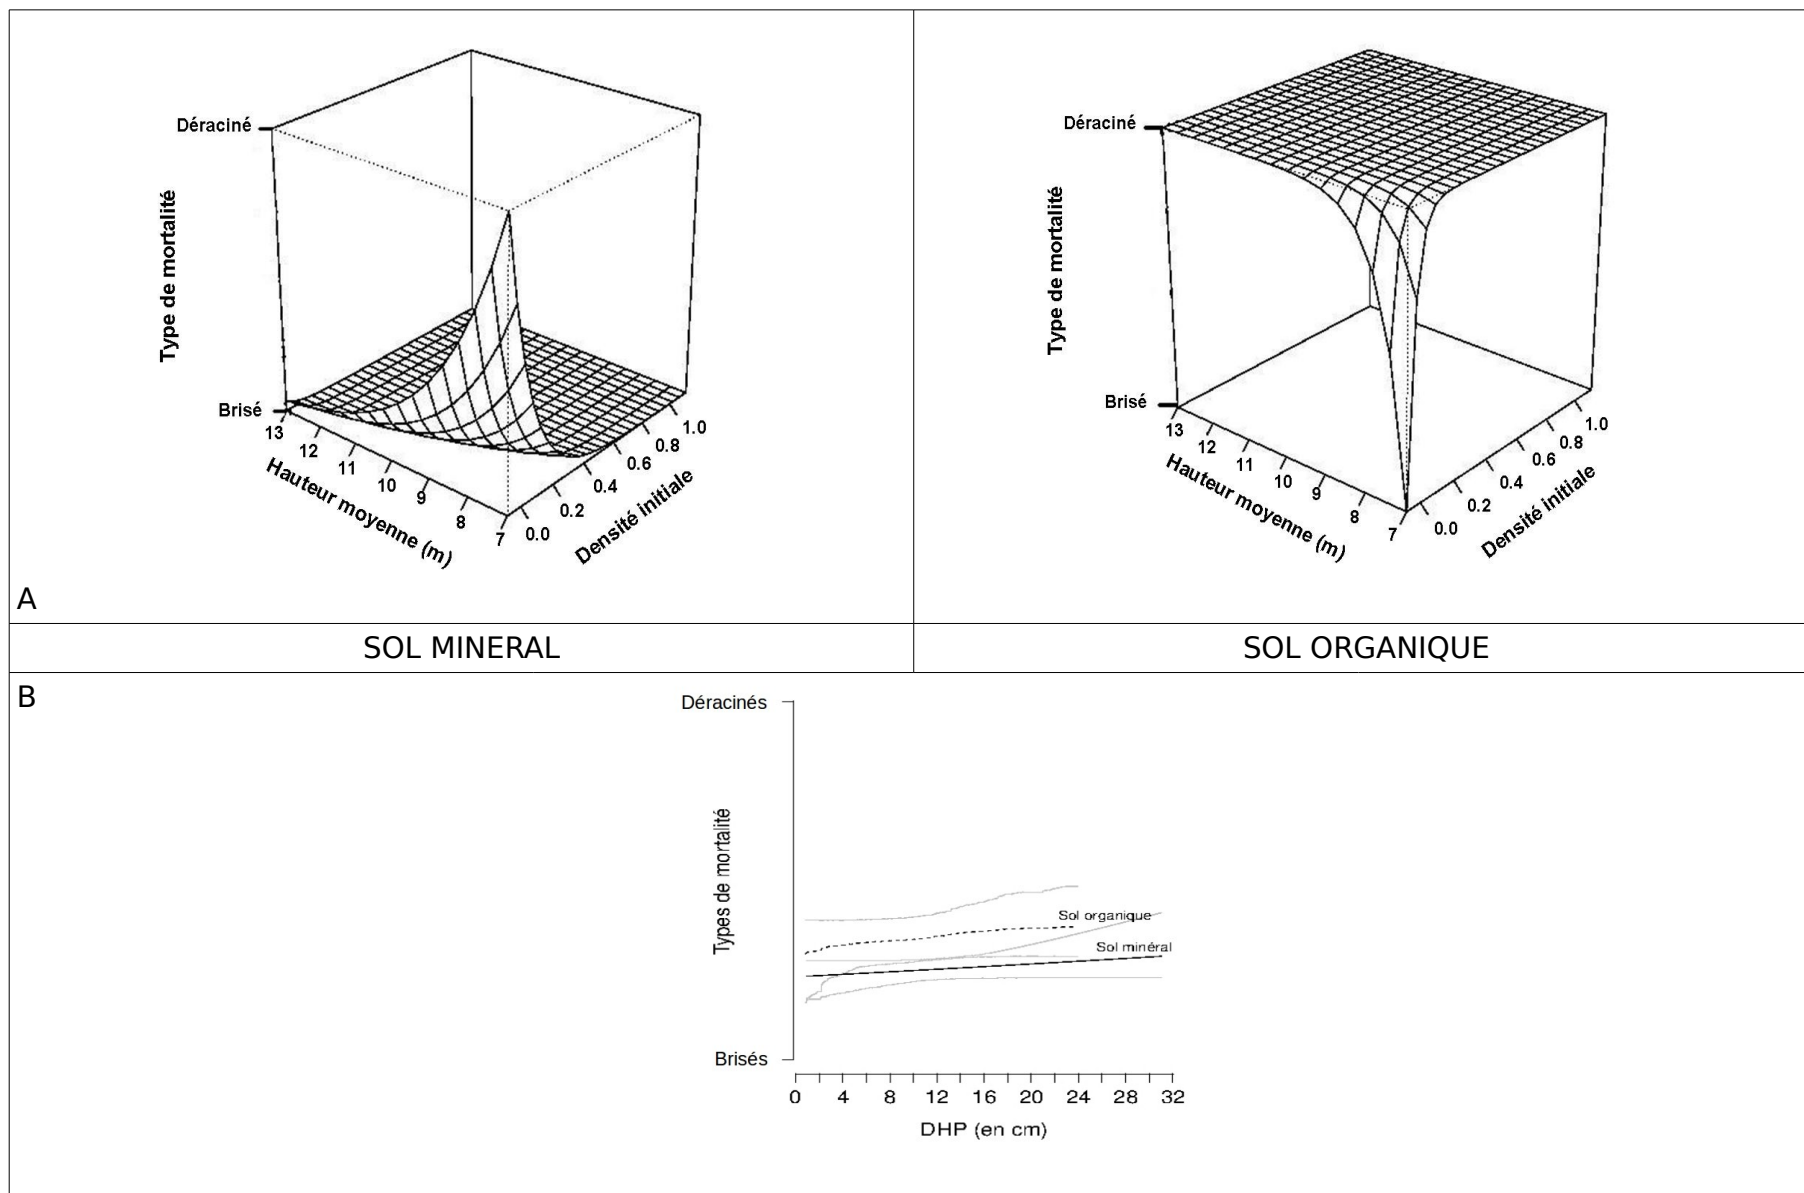 Déraciné
Type de mortalité
Brisé
13
12
11
10
9
8
7
Hauteur moyenne (m)
0.0
0.2
0.4
0.6
0.8
1.0
Densité initiale
A
Déraciné
Type de mortalité
Brisé
13
12
11
10
9
8
7
Hauteur moyenne (m)
0.0
0.2
0.4
0.6
0.8
1.0
Densité initiale
SOL MINERAL
SOL ORGANIQUE
B
Déracinés
Types de mortalité
Sol organique
Sol minéral
Brisés
0 4 8 12 16 20 24 28 32
DHP (en cm)